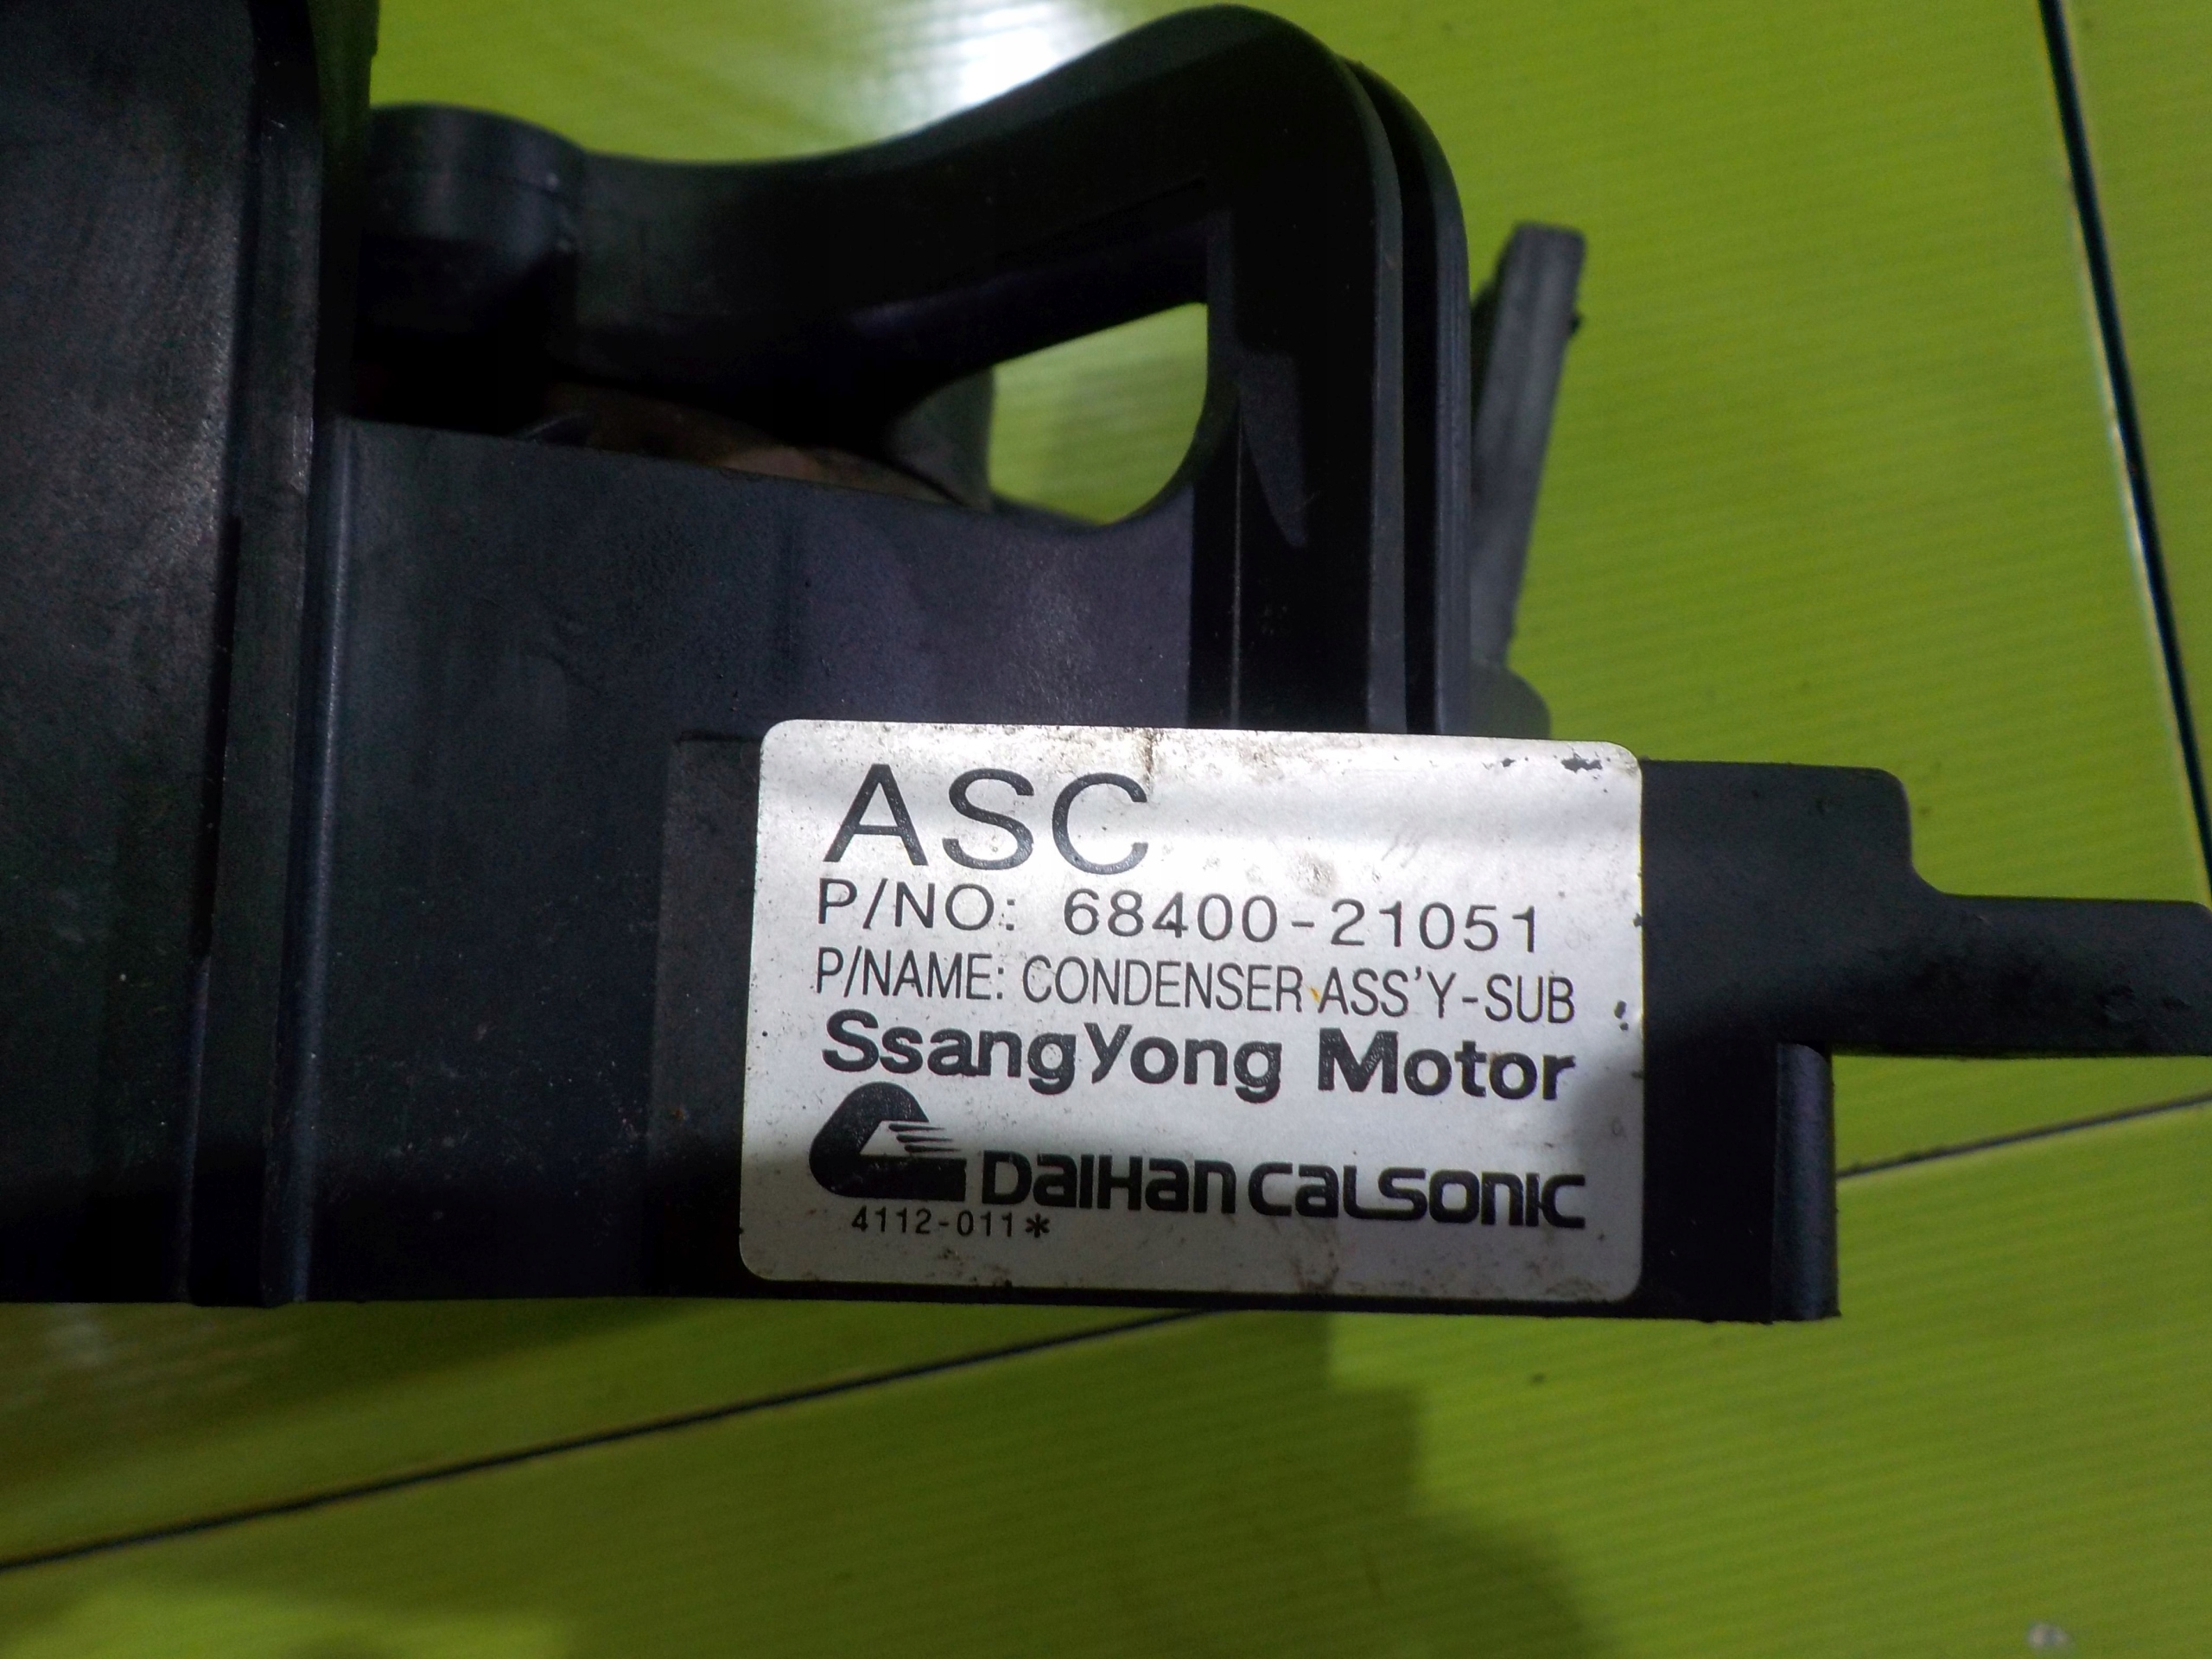 ASC
P/NO: 68400-21051
P/NAME: CONDENSER ASS'Y-SUB
SsangYong Motor
DAIHAN CALSONIC
4112-011*